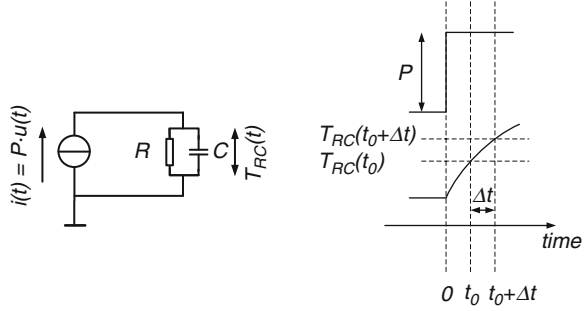 i(t) = P·u(t)
R
C
T_RC(t)
P
T_RC(t_0+Δt)
T_RC(t_0)
Δt
time
0 t_0 t_0+Δt